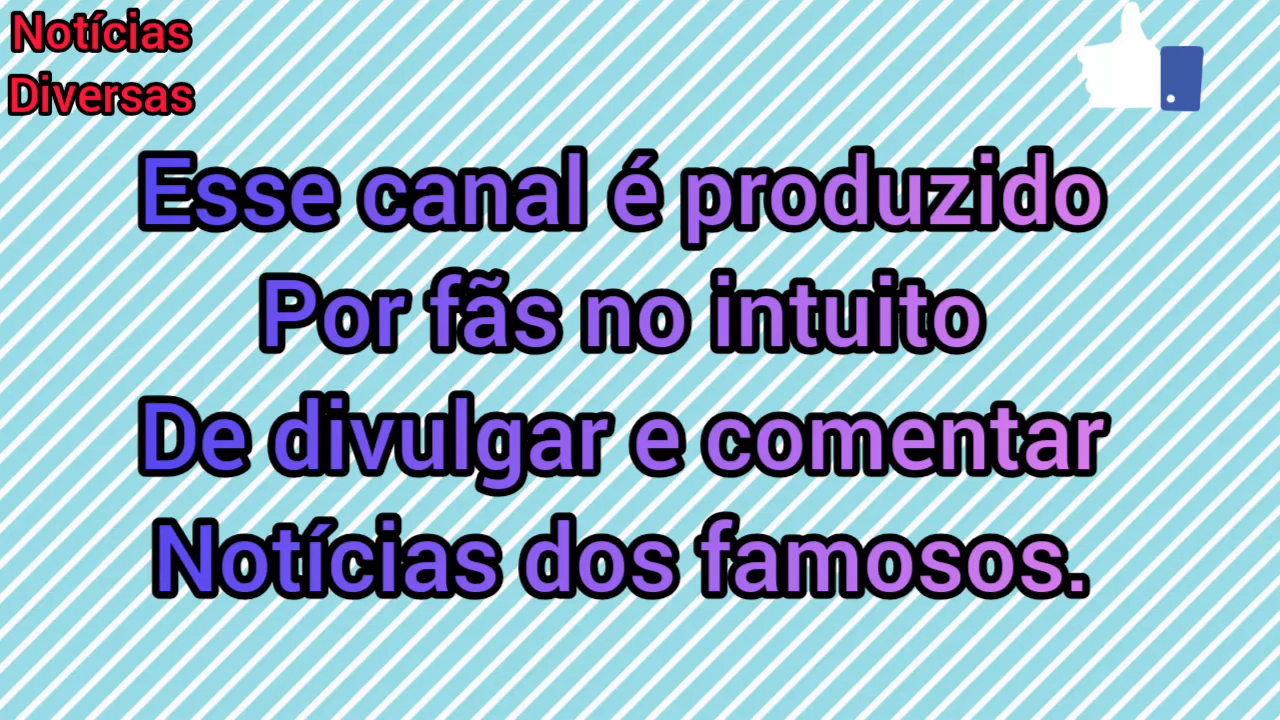 Notícias
Diversas
Esse canal é produzido
Por fãs no intuito
De divulgar e comentar
Notícias dos famosos.